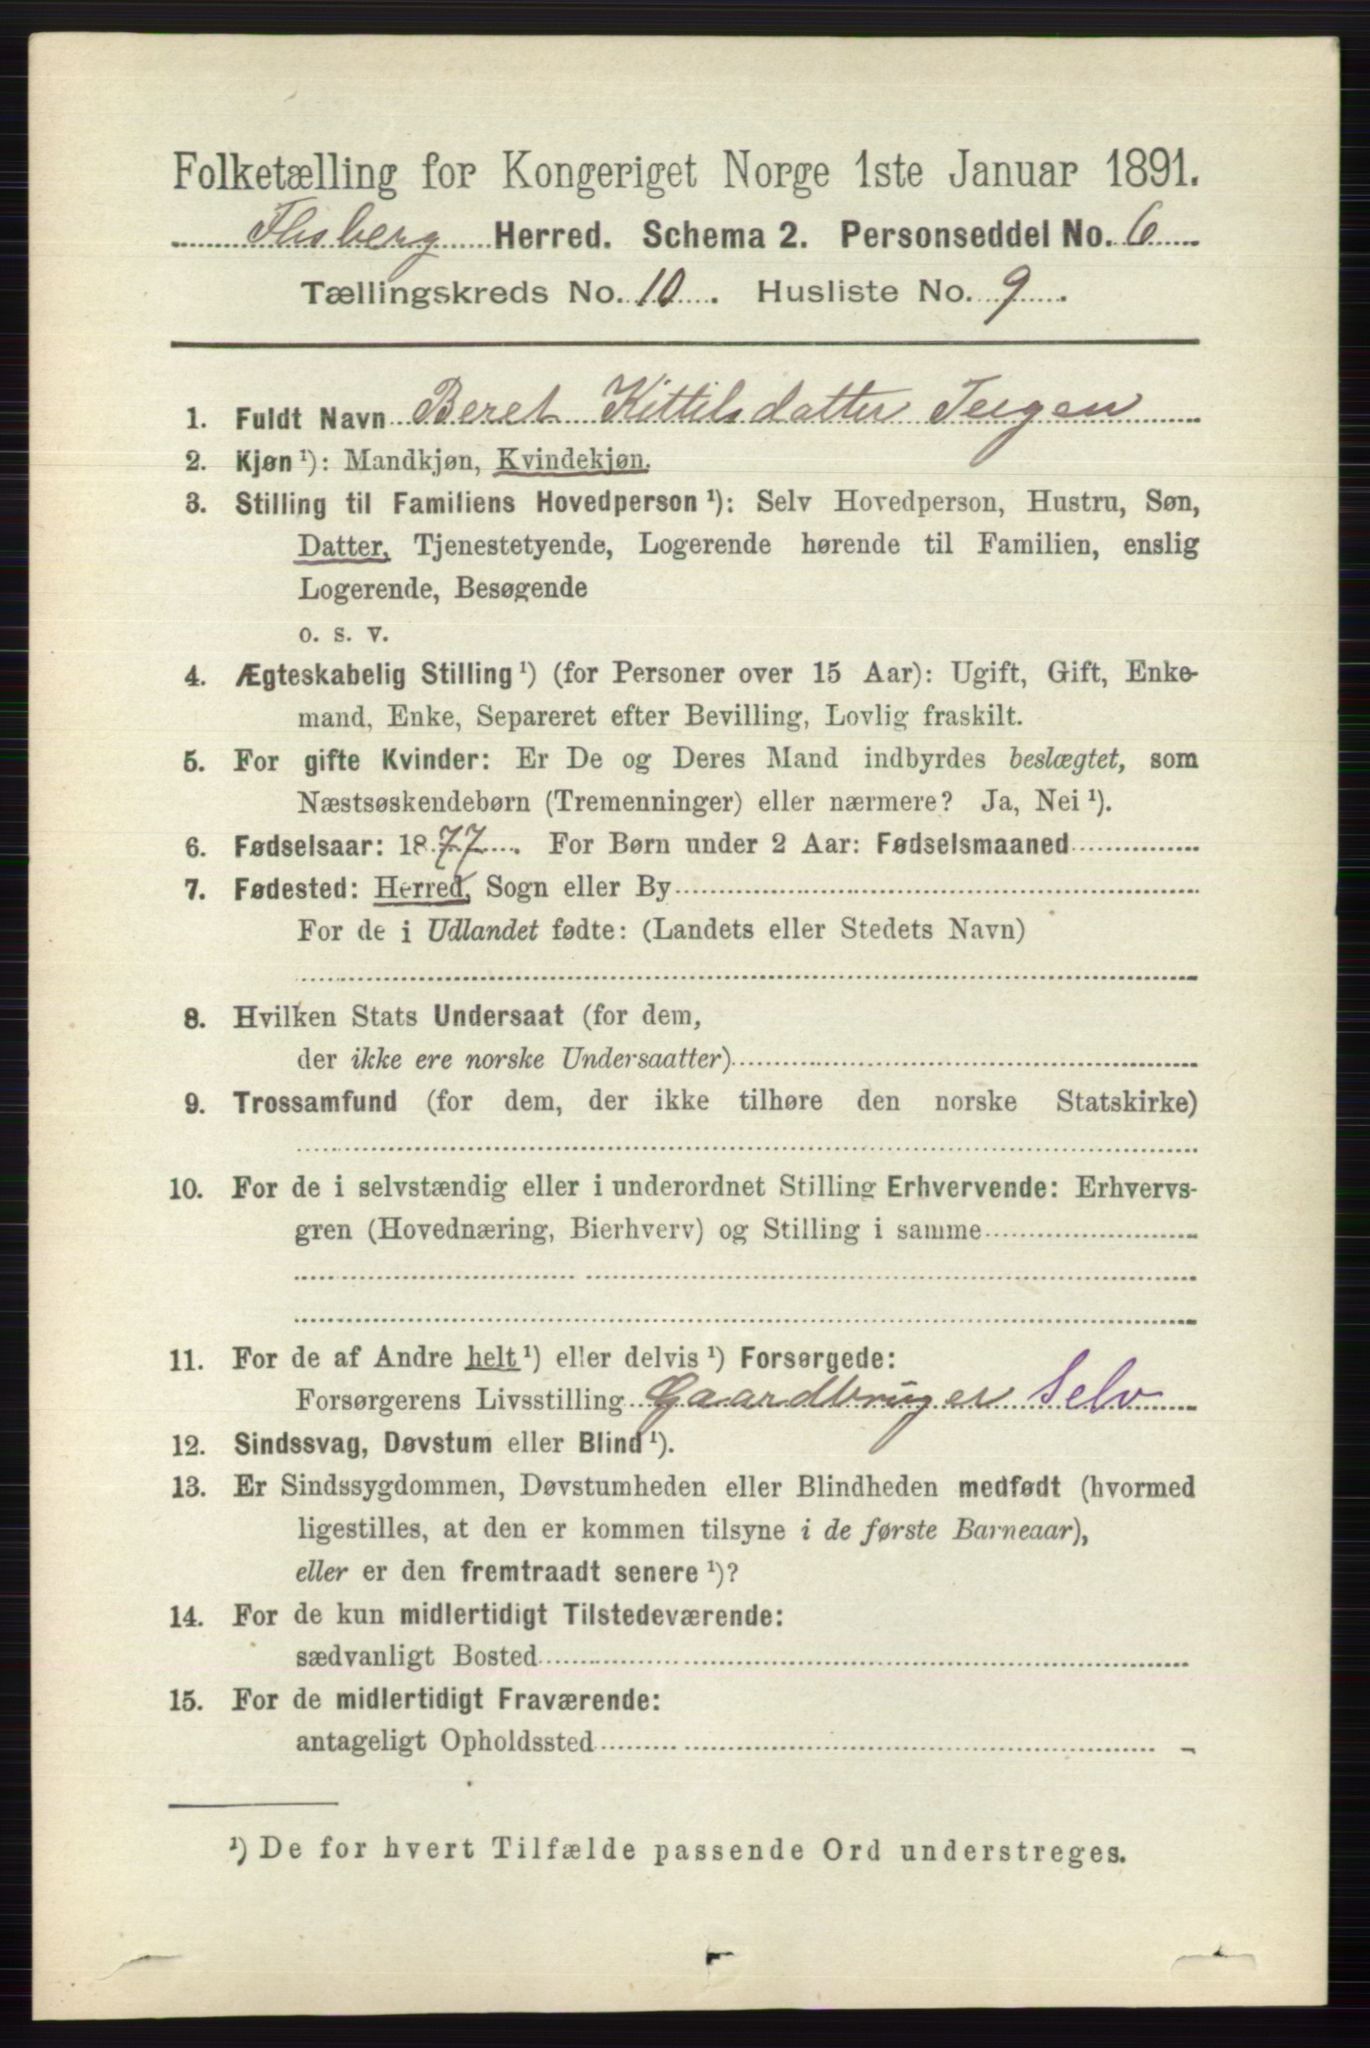 Folketælling for Kongeriget Norge 1ste Januar 1891.
Flesberg Herred. Schema 2. Personseddel No. 6
Tællingskreds No. 10. Husliste No. 9.
1. Fuldt Navn Beret Kittilsdatter Teigen
2. Kjøn ¹): Mandkjøn, Kvindekjøn.
3. Stilling til Familiens Hovedperson ¹): Selv Hovedperson, Hustru, Søn,
Datter, Tjenestetyende, Logerende hørende til Familien, enslig
Logerende, Besøgende
o. s. v.
4. Ægteskabelig Stilling ¹) (for Personer over 15 Aar): Ugift, Gift, Enke-
mand, Enke, Separeret efter Bevilling, Lovlig fraskilt.
5. For gifte Kvinder: Er De og Deres Mand indbyrdes beslægtet, som
Næstsøskendebørn (Tremenninger) eller nærmere? Ja, Nei ¹).
6. Fødselsaar: 1877. For Børn under 2 Aar: Fødselsmaaned
7. Fødested: Herred, Sogn eller By
For de i Udlandet fødte: (Landets eller Stedets Navn)
8. Hvilken Stats Undersaat (for dem,
der ikke ere norske Undersaatter)
9. Trossamfund (for dem, der ikke tilhøre den norske Statskirke)
10. For de i selvstændig eller i underordnet Stilling Erhvervende: Erhvervs-
gren (Hovednæring, Bierhverv) og Stilling i samme
11. For de af Andre helt ¹) eller delvis ¹) Forsørgede:
Forsørgerens Livsstilling Gaardbruger Selv
12. Sindssvag, Døvstum eller Blind ¹).
13. Er Sindssygdommen, Døvstumheden eller Blindheden medfødt (hvormed
ligestilles, at den er kommen tilsyne i de første Barneaar),
eller er den fremtraadt senere ¹)?
14. For de kun midlertidigt Tilstedeværende:
sædvanligt Bosted
15. For de midlertidigt Fraværende:
antageligt Opholdssted
¹) De for hvert Tilfælde passende Ord understreges.